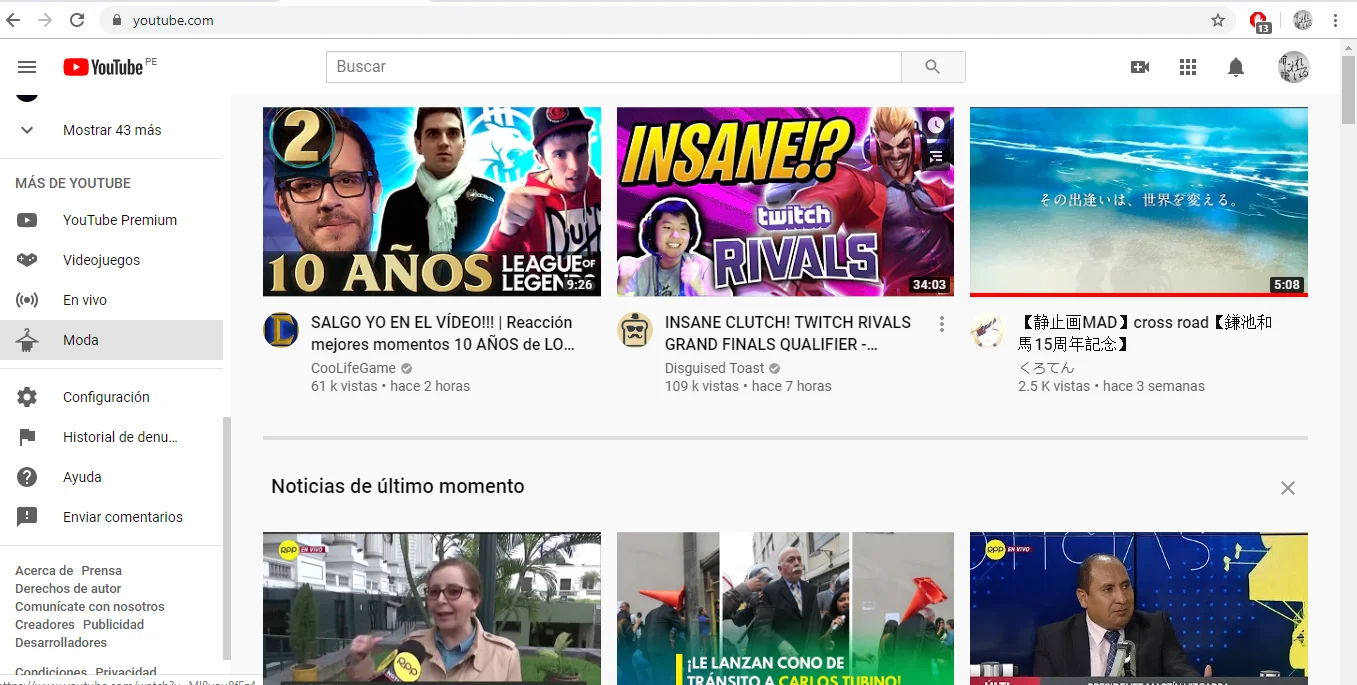 youtube.com
13
YouTube PE
Buscar
Mostrar 43 más
MÁS DE YOUTUBE
YouTube Premium
Videojuegos
En vivo
Moda
Configuración
Historial de denu...
Ayuda
Enviar comentarios
Acerca de Prensa
Derechos de autor
Comunícate con nosotros
Creadores Publicidad
Desarrolladores
Condiciones Privacidad
2
10 AÑOS
LEAGUE OF
LEGENDS
9:26
SALGO YO EN EL VÍDEO!!! | Reacción
mejores momentos 10 AÑOS de LO...
CooLifeGame
61 k vistas • hace 2 horas
INSANE!?
twitch
RIVALS
34:03
INSANE CLUTCH! TWITCH RIVALS
GRAND FINALS QUALIFIER -...
Disguised Toast
109 k vistas • hace 7 horas
その出逢いは、世界を変える。
5:08
【静止画MAD】cross road【鎌池和
馬15周年記念】
くろてん
2.5 K vistas • hace 3 semanas
Noticias de último momento
RPP EN VIVO
RPP
¡LE LANZAN CONO DE
TRÁNSITO A CARLOS TUBINO!
RPP EN VIVO
PRESIDENTE MARTÍN VIZCARRA